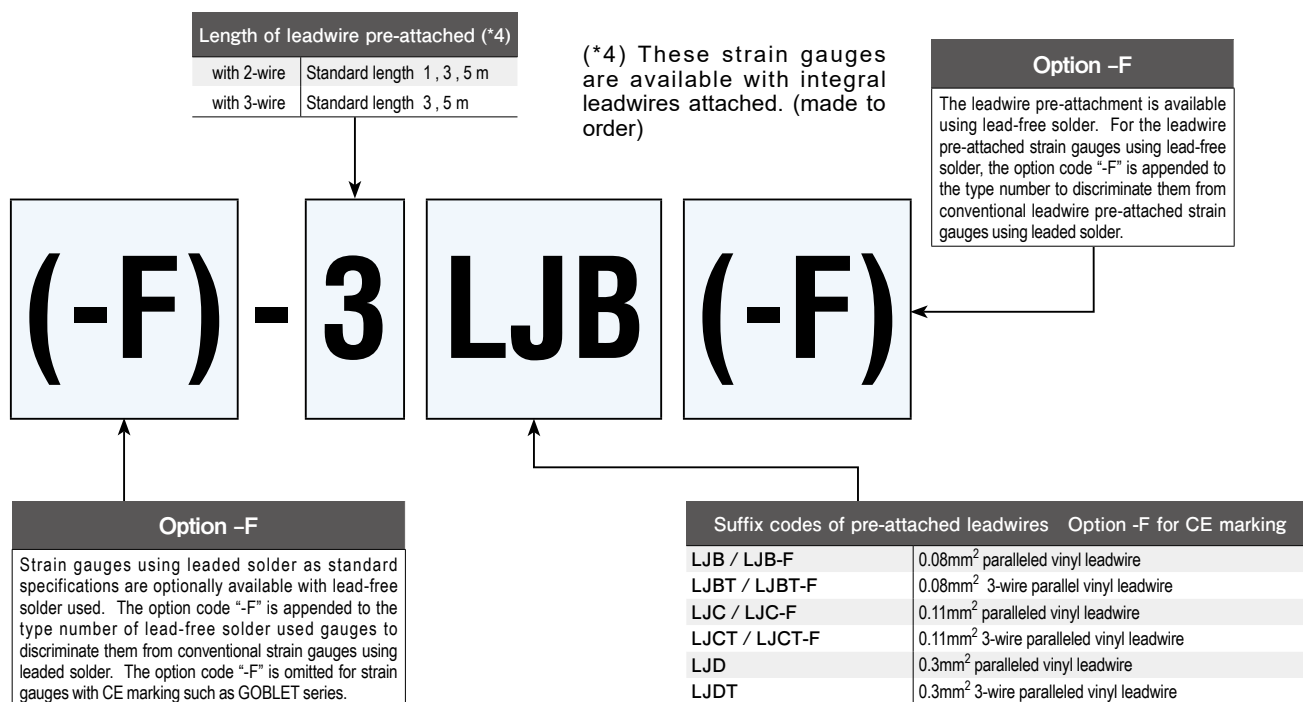 Length of leadwire pre-attached (*4)
with 2-wire Standard length 1 , 3 , 5 m
with 3-wire Standard length 3 , 5 m
(*4) These strain gauges
are available with integral
leadwires attached. (made to
order)
Option –F
The leadwire pre-attachment is available
using lead-free solder. For the leadwire
pre-attached strain gauges using lead-free
solder, the option code “-F” is appended to
the type number to discriminate them from
conventional leadwire pre-attached strain
gauges using leaded solder.
(-F) - 3 LJB (-F)
Option –F
Strain gauges using leaded solder as standard
specifications are optionally available with lead-free
solder used. The option code “-F” is appended to the
type number of lead-free solder used gauges to
discriminate them from conventional strain gauges using
leaded solder. The option code “-F” is omitted for strain
gauges with CE marking such as GOBLET series.
Suffix codes of pre-attached leadwires Option -F for CE marking
LJB / LJB-F 0.08mm² paralleled vinyl leadwire
LJBT / LJBT-F 0.08mm² 3-wire parallel vinyl leadwire
LJC / LJC-F 0.11mm² paralleled vinyl leadwire
LJCT / LJCT-F 0.11mm² 3-wire paralleled vinyl leadwire
LJD 0.3mm² paralleled vinyl leadwire
LJDT 0.3mm² 3-wire paralleled vinyl leadwire